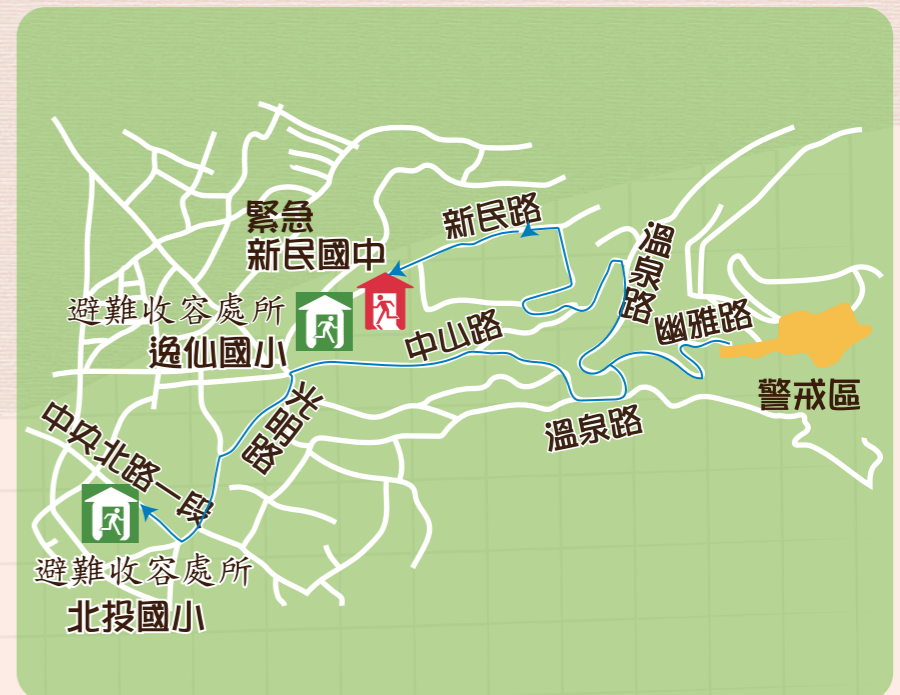 緊急
新民國中
新民路
溫泉路
避難收容處所
逸仙國小
中山路
幽雅路
警戒區
光明路
溫泉路
中央北路一段
避難收容處所
北投國小